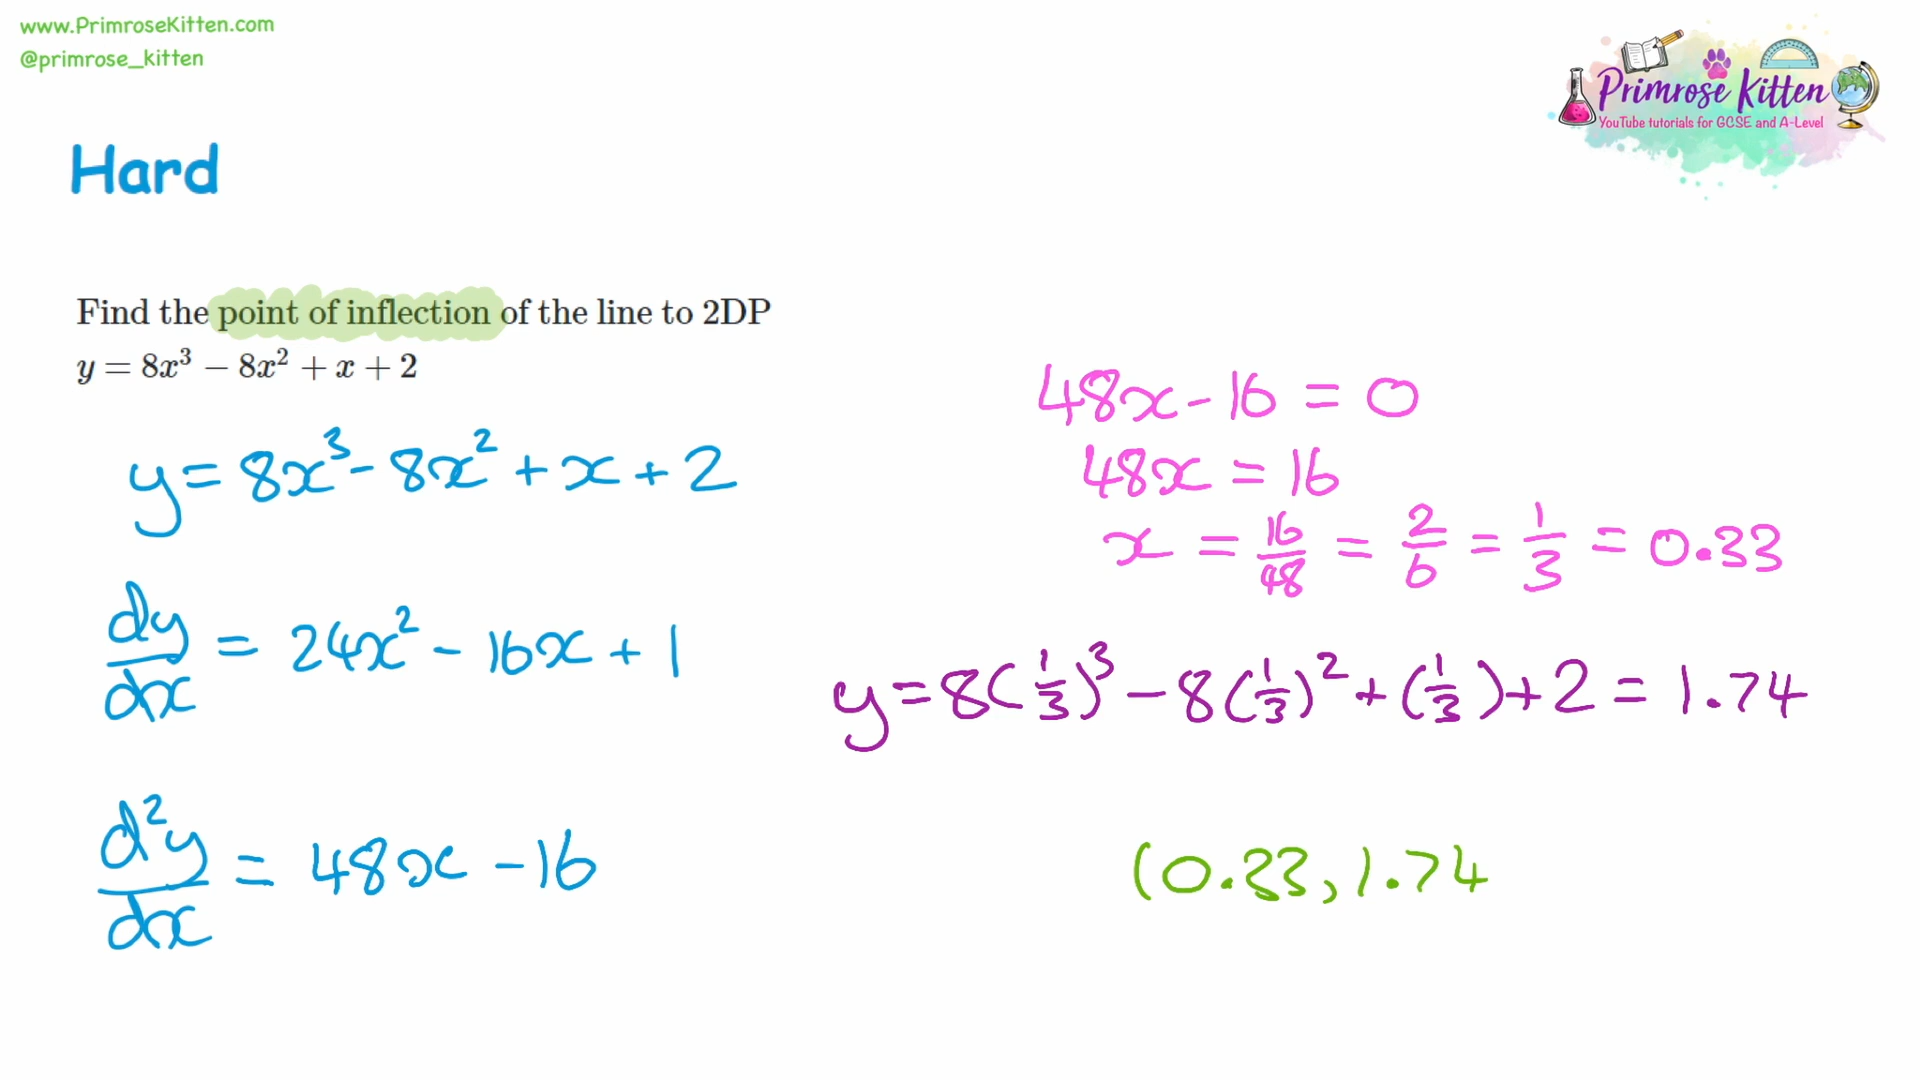 www.PrimroseKitten.com
@primrose_kitten
Primrose Kitten
YouTube tutorials for GCSE and A-Level
Hard
Find the point of inflection of the line to 2DP
y = 8x³ − 8x² + x + 2
y = 8x³ - 8x² + x + 2
dy/dx = 24x² - 16x + 1
d²y/dx = 48x - 16
48x - 16 = 0
48x = 16
x = 16/48 = 2/6 = 1/3 = 0.33
y = 8(1/3)³ - 8(1/3)² + (1/3) + 2 = 1.74
(0.33, 1.74